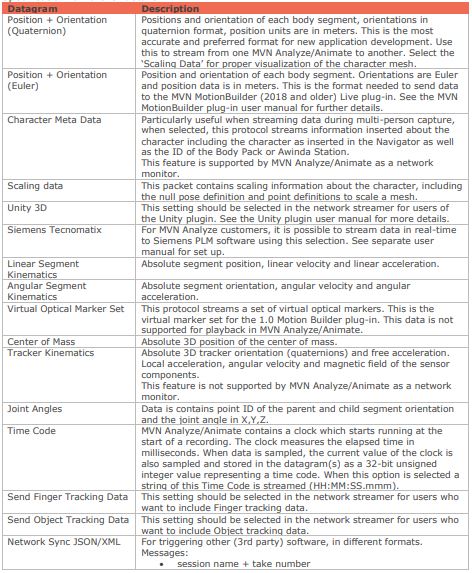 Datagram Description
Position + Orientation Positions and orientation of each body segment, orientations in
(Quaternion) quaternion format, position units are in meters. This is the most
accurate and preferred format for new application development. Use
this to stream from one MVN Analyze/Animate to another. Select the
'Scaling Data' for proper visualization of the character mesh.
Position + Orientation Position and orientation of each body segment. Orientations are Euler
(Euler) and position data is in meters. This is the format needed to send data
to the MVN MotionBuilder (2018 and older) Live plug-in. See the MVN
MotionBuilder plug-in user manual for further details.
Character Meta Data Particularly useful when streaming data during multi-person capture,
when selected, this protocol streams information inserted about the
character including the character as inserted in the Navigator as well
as the ID of the Body Pack or Awinda Station.
This feature is supported by MVN Analyze/Animate as a network
monitor.
Scaling data This packet contains scaling information about the character, including
the null pose definition and point definitions to scale a mesh.
Unity 3D This setting should be selected in the network streamer for users of
the Unity plugin. See the Unity plugin user manual for more details.
Siemens Tecnomatix For MVN Analyze customers, it is possible to stream data in real-time
to Siemens PLM software using this selection. See separate user
manual for set up.
Linear Segment Absolute segment position, linear velocity and linear acceleration.
Kinematics
Angular Segment Absolute segment orientation, angular velocity and angular
Kinematics acceleration.
Virtual Optical Marker Set This protocol streams a set of virtual optical markers. This is the
virtual marker set for the 1.0 Motion Builder plug-in. This data is not
supported for playback in MVN Analyze/Animate.
Center of Mass Absolute 3D position of the center of mass.
Tracker Kinematics Absolute 3D tracker orientation (quaternions) and free acceleration.
Local acceleration, angular velocity and magnetic field of the sensor
components.
This feature is not supported by MVN Analyze/Animate as a network
monitor.
Joint Angles Data is contains point ID of the parent and child segment orientation
and the joint angle in X,Y,Z.
Time Code MVN Analyze/Animate contains a clock which starts running at the
start of a recording. The clock measures the elapsed time in
milliseconds. When data is sampled, the current value of the clock is
also sampled and stored in the datagram(s) as a 32-bit unsigned
integer value representing a time code. When this option is selected a
string of this Time Code is streamed (HH:MM:SS.mmm).
Send Finger Tracking Data This setting should be selected in the network streamer for users who
want to include Finger tracking data.
Send Object Tracking Data This setting should be selected in the network streamer for users who
want to include Object tracking data.
Network Sync JSON/XML For triggering other (3rd party) software, in different formats.
Messages:
• session name + take number